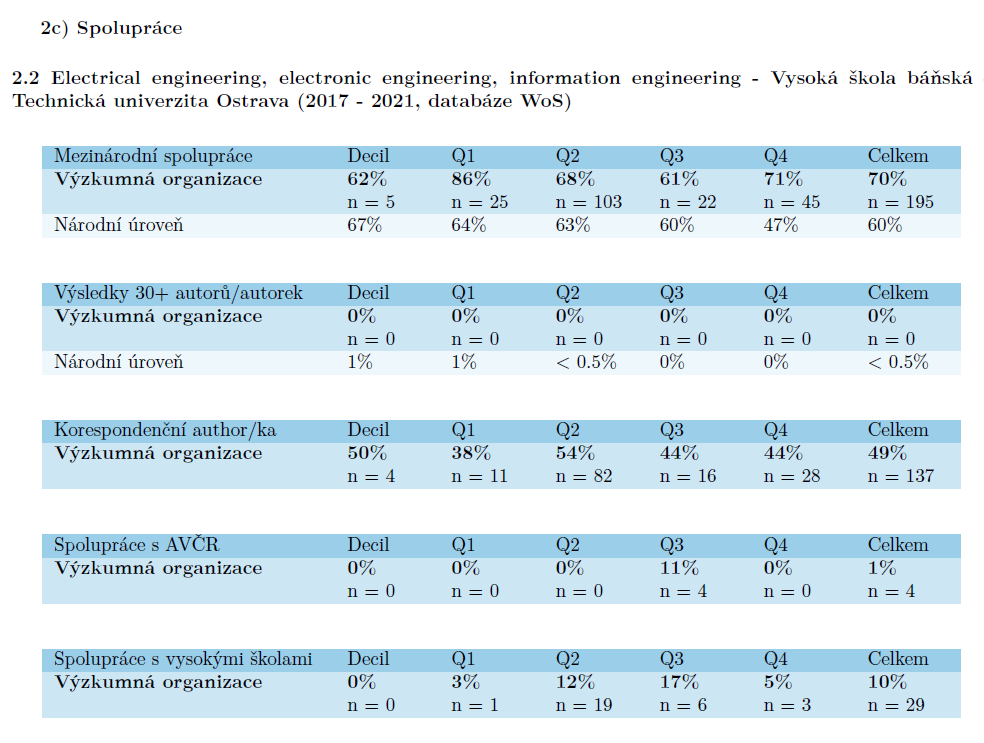 2c) Spolupráce
2.2 Electrical engineering, electronic engineering, information engineering - Vysoká škola báňská
Technická univerzita Ostrava (2017 - 2021, databáze WoS)
Mezinárodní spolupráce Decil Q1 Q2 Q3 Q4 Celkem
Výzkumná organizace 62% 86% 68% 61% 71% 70%
n = 5 n = 25 n = 103 n = 22 n = 45 n = 195
Národní úroveň 67% 64% 63% 60% 47% 60%
Výsledky 30+ autorů/autorek Decil Q1 Q2 Q3 Q4 Celkem
Výzkumná organizace 0% 0% 0% 0% 0% 0%
n = 0 n = 0 n = 0 n = 0 n = 0 n = 0
Národní úroveň 1% 1% < 0.5% 0% 0% < 0.5%
Korespondenční author/ka Decil Q1 Q2 Q3 Q4 Celkem
Výzkumná organizace 50% 38% 54% 44% 44% 49%
n = 4 n = 11 n = 82 n = 16 n = 28 n = 137
Spolupráce s AVČR Decil Q1 Q2 Q3 Q4 Celkem
Výzkumná organizace 0% 0% 0% 11% 0% 1%
n = 0 n = 0 n = 0 n = 4 n = 0 n = 4
Spolupráce s vysokými školami Decil Q1 Q2 Q3 Q4 Celkem
Výzkumná organizace 0% 3% 12% 17% 5% 10%
n = 0 n = 1 n = 19 n = 6 n = 3 n = 29